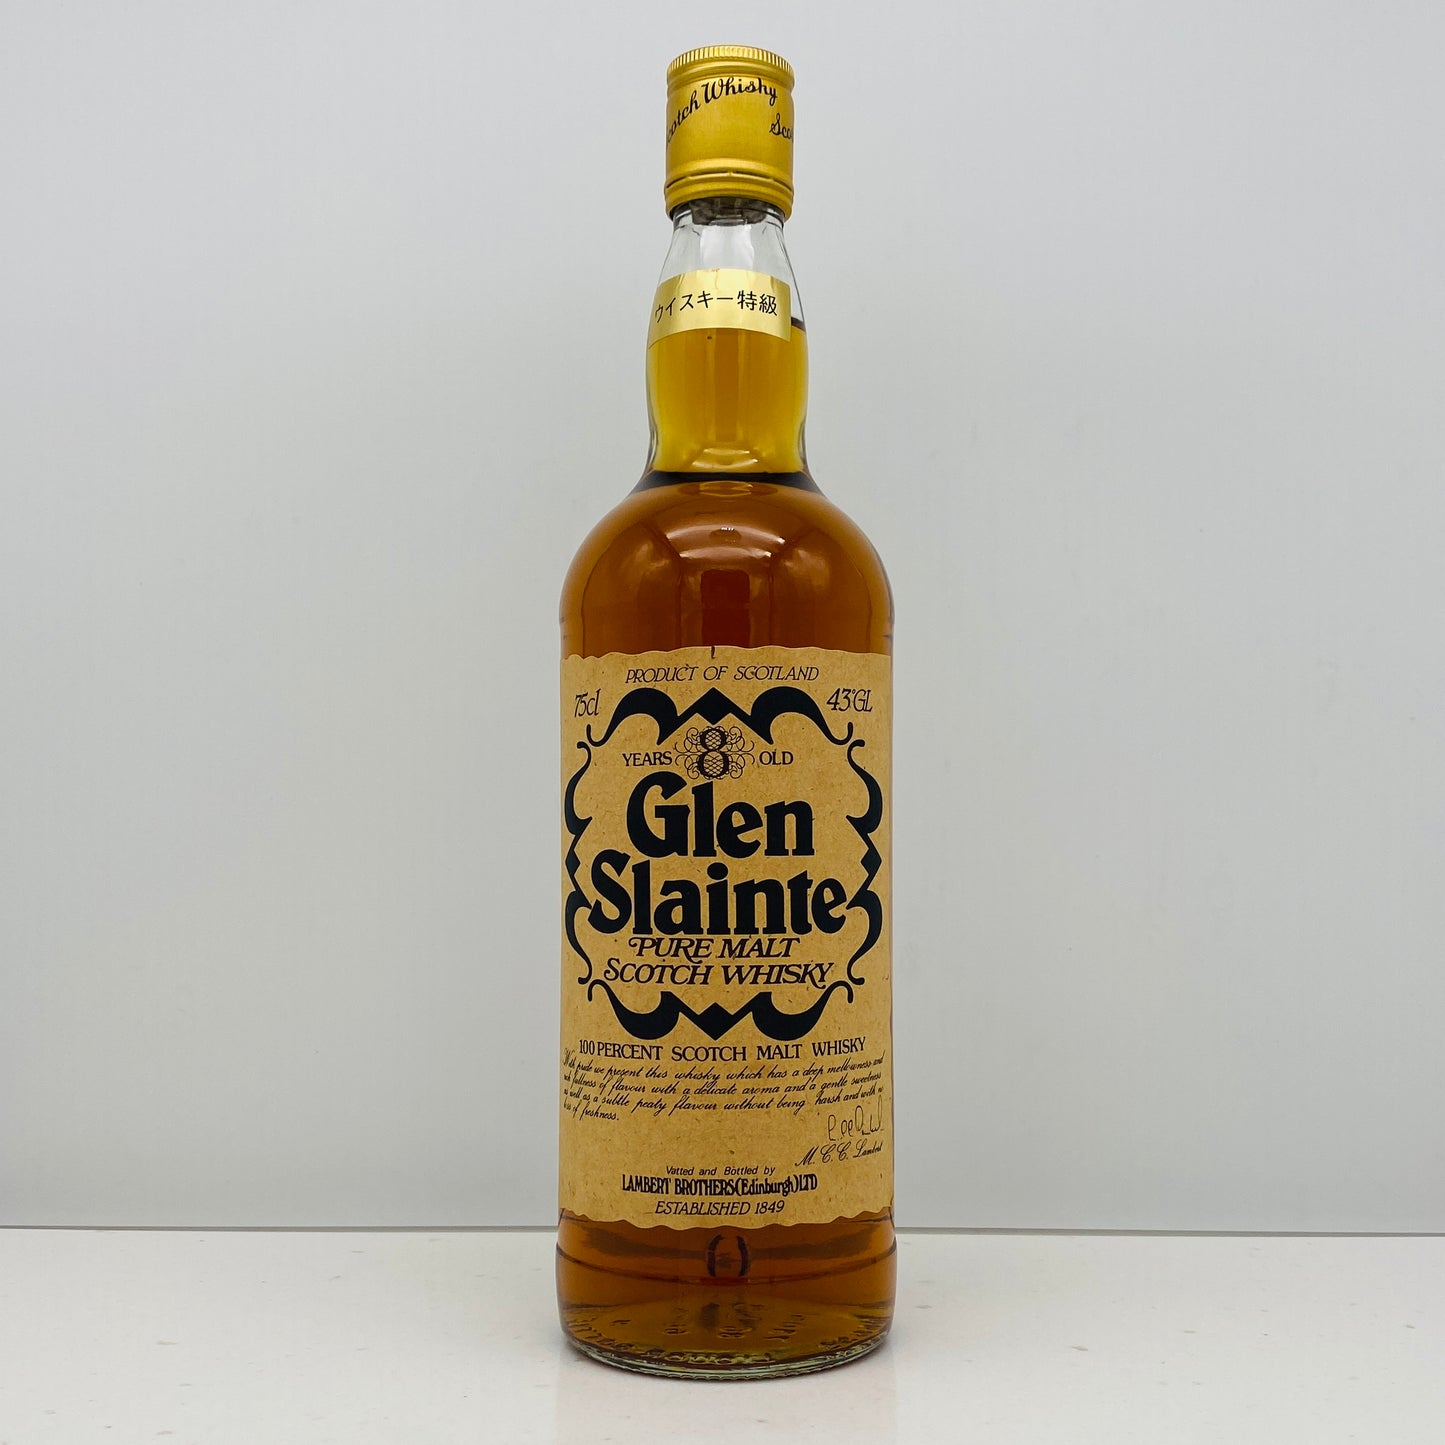 Scotch Whisky Sco
ウイスキー特級
PRODUCT OF SCOTLAND
75cl 43°GL
YEARS 8 OLD
Glen
Slainte
PURE MALT
SCOTCH WHISKY
100 PERCENT SCOTCH MALT WHISKY
With pride we present this whisky which has a deep mellowness and
rich fullness of flavour with a delicate aroma and a gentle sweetness
as well as a subtle peaty flavour without being harsh and with no
loss of freshness.
M. C. C. Lambert
Vatted and Bottled by
LAMBERT BROTHERS (Edinburgh) LTD
ESTABLISHED 1849